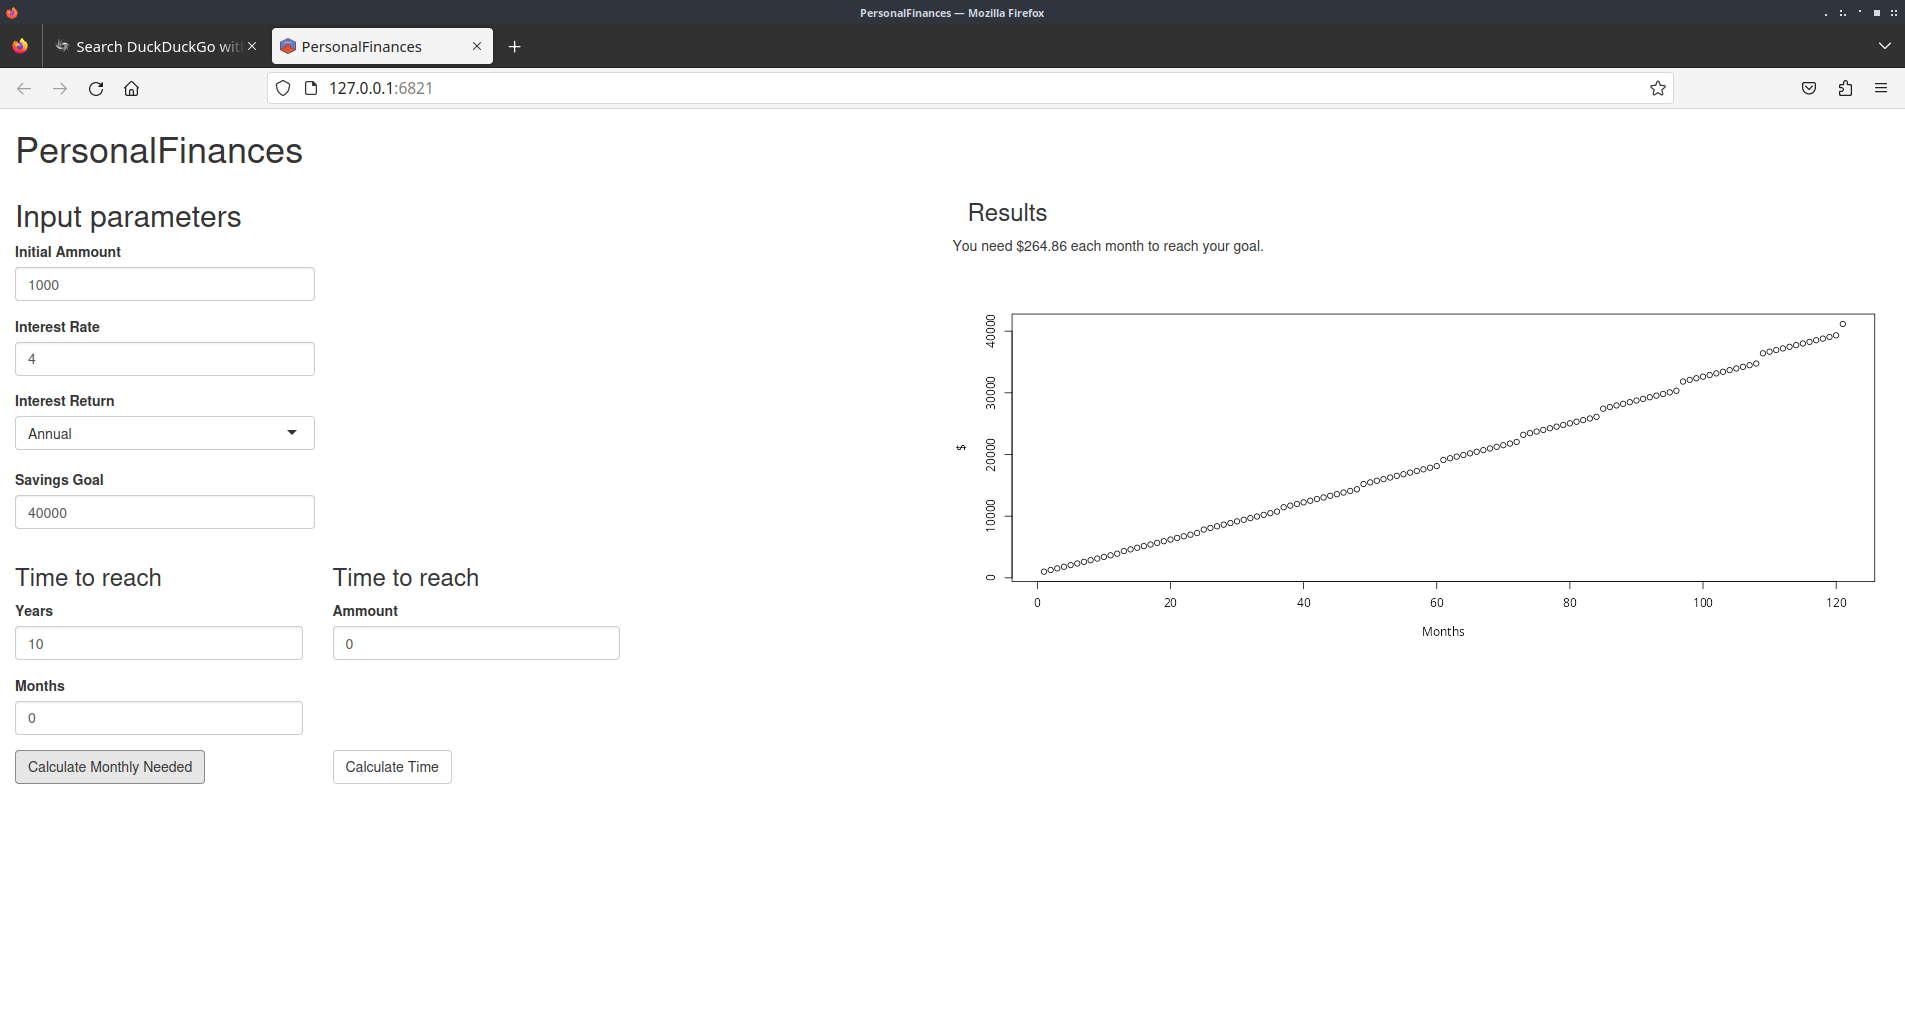 PersonalFinances — Mozilla Firefox
Search DuckDuckGo wit
PersonalFinances
127.0.0.1:6821
PersonalFinances
Input parameters
Initial Ammount
1000
Interest Rate
4
Interest Return
Annual
Savings Goal
40000
Time to reach
Years
10
Months
0
Calculate Monthly Needed
Time to reach
Ammount
0
Calculate Time
Results
You need $264.86 each month to reach your goal.
$
40000
30000
20000
10000
0
0 20 40 60 80 100 120
Months